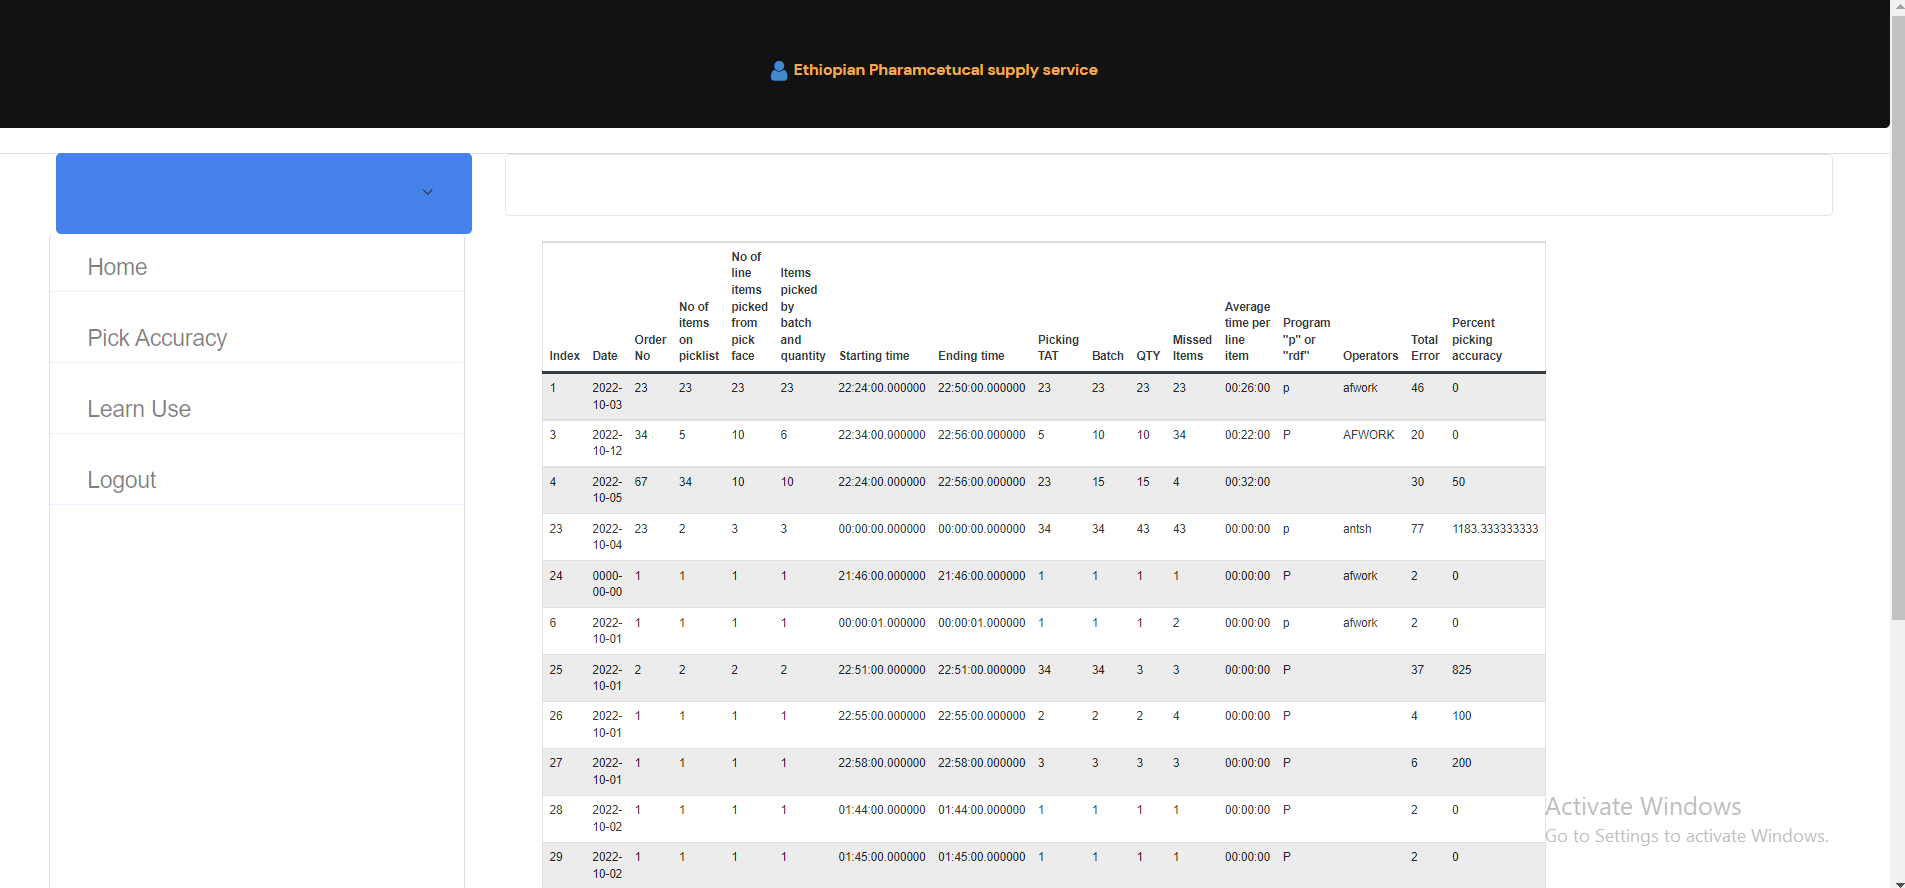 Ethiopian Pharamcetucal supply service
Home
Pick Accuracy
Learn Use
Logout
Index Date Order No No of items on picklist No of line items picked from pick face Items picked by batch and quantity Starting time Ending time Picking TAT Batch QTY Missed Items Average time per line item Program "p" or "rdf" Operators Total Error Percent picking accuracy
1 2022-10-03 23 23 23 23 22:24:00.000000 22:50:00.000000 23 23 23 23 00:26:00 p afwork 46 0
3 2022-10-12 34 5 10 6 22:34:00.000000 22:56:00.000000 5 10 10 34 00:22:00 P AFWORK 20 0
4 2022-10-05 67 34 10 10 22:24:00.000000 22:56:00.000000 23 15 15 4 00:32:00 30 50
23 2022-10-04 23 2 3 3 00:00:00.000000 00:00:00.000000 34 34 43 43 00:00:00 p antsh 77 1183.333333333
24 0000-00-00 1 1 1 1 21:46:00.000000 21:46:00.000000 1 1 1 1 00:00:00 P afwork 2 0
6 2022-10-01 1 1 1 1 00:00:01.000000 00:00:01.000000 1 1 1 2 00:00:00 p afwork 2 0
25 2022-10-01 2 2 2 2 22:51:00.000000 22:51:00.000000 34 34 3 3 00:00:00 P 37 825
26 2022-10-01 1 1 1 1 22:55:00.000000 22:55:00.000000 2 2 2 4 00:00:00 P 4 100
27 2022-10-01 1 1 1 1 22:58:00.000000 22:58:00.000000 3 3 3 3 00:00:00 P 6 200
28 2022-10-02 1 1 1 1 01:44:00.000000 01:44:00.000000 1 1 1 1 00:00:00 P 2 0
29 2022-10-02 1 1 1 1 01:45:00.000000 01:45:00.000000 1 1 1 1 00:00:00 P 2 0
Activate Windows
Go to Settings to activate Windows.